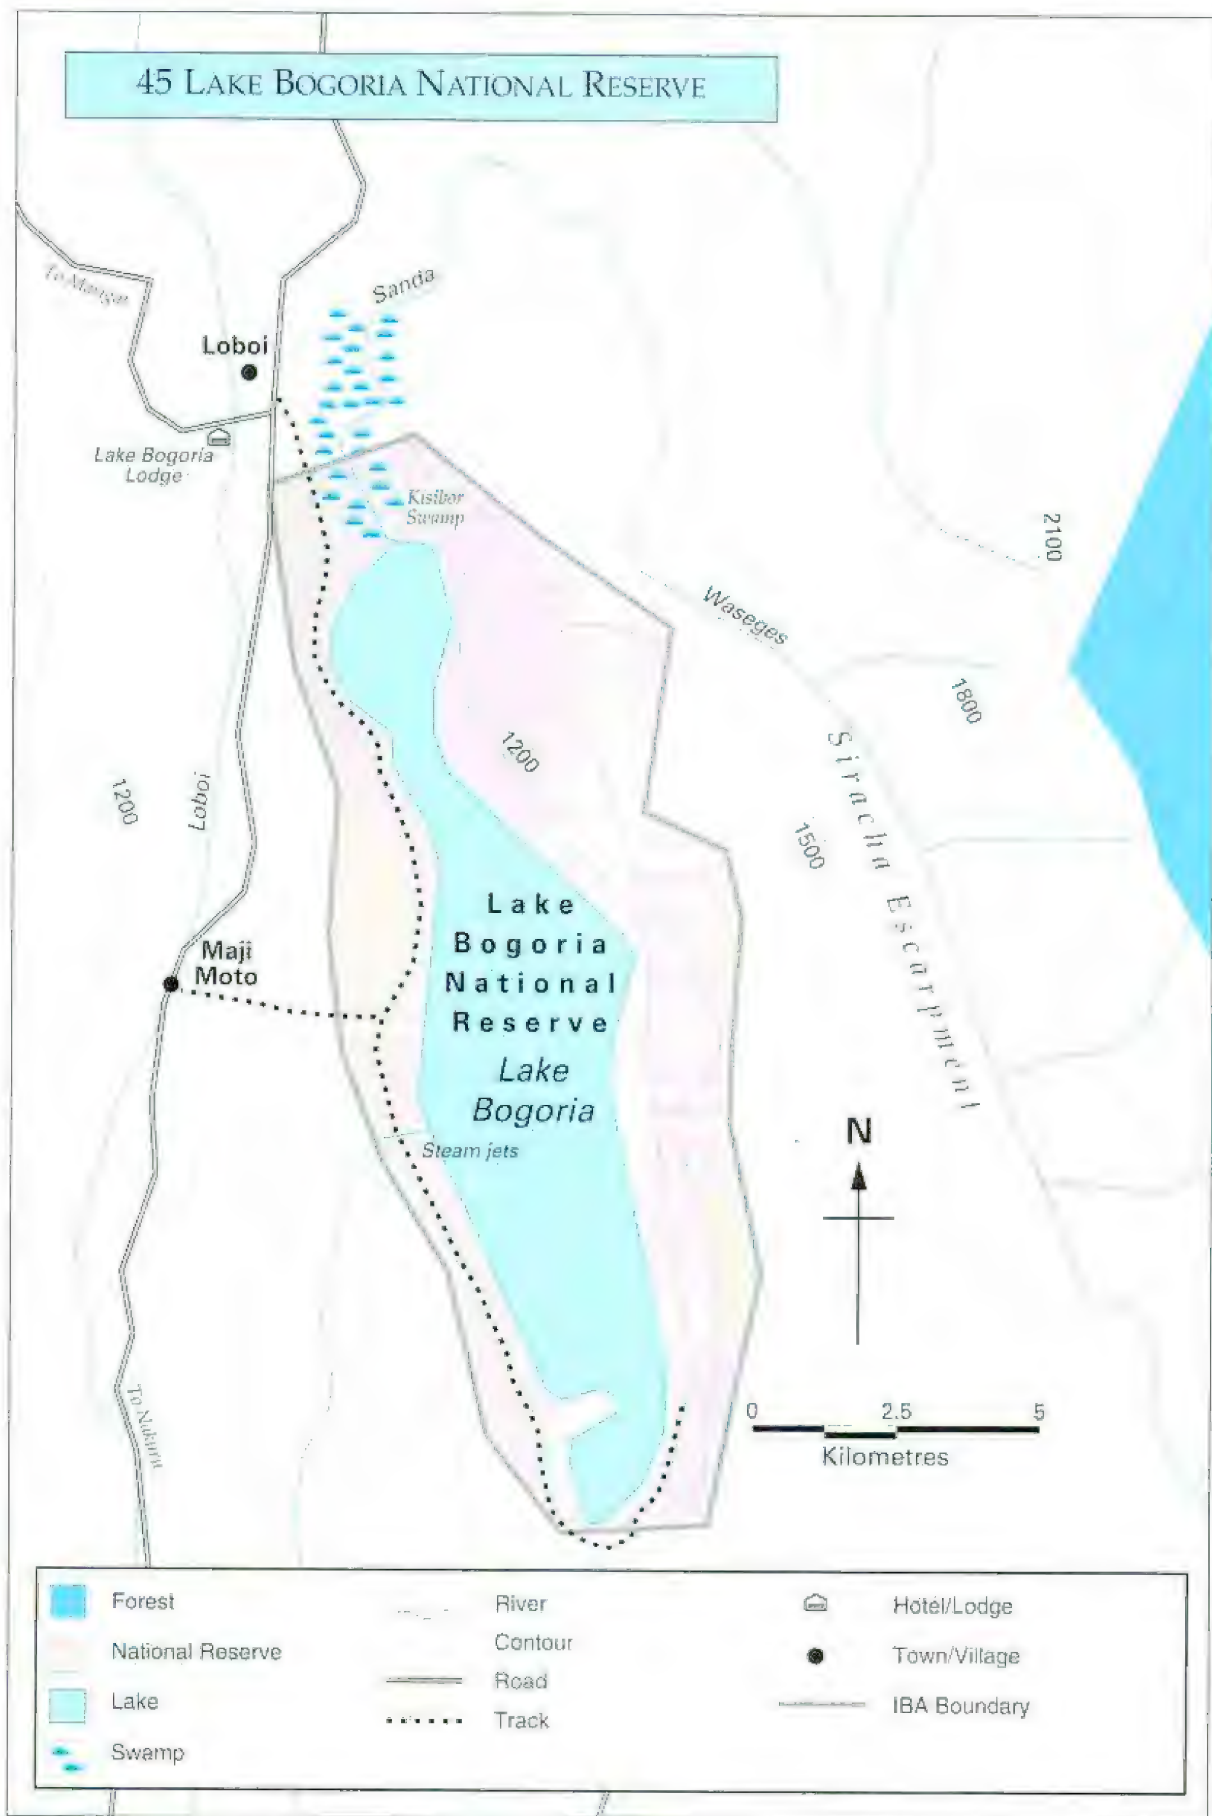 45 LAKE BOGORIA NATIONAL RESERVE
Sanda
Loboi
Lake Bogoria
Lodge
Kisibor
Swamp
2100
Waseges
1800
1200
Siracha Escarpment
1200
Loboi
1500
Lake
Bogoria
National
Reserve
Maji
Moto
Lake
Bogoria
N
Steam jets
To Nakuru
0 2.5 5
Kilometres
Forest
National Reserve
Lake
Swamp
River
Contour
Road
Track
Hotel/Lodge
Town/Village
IBA Boundary